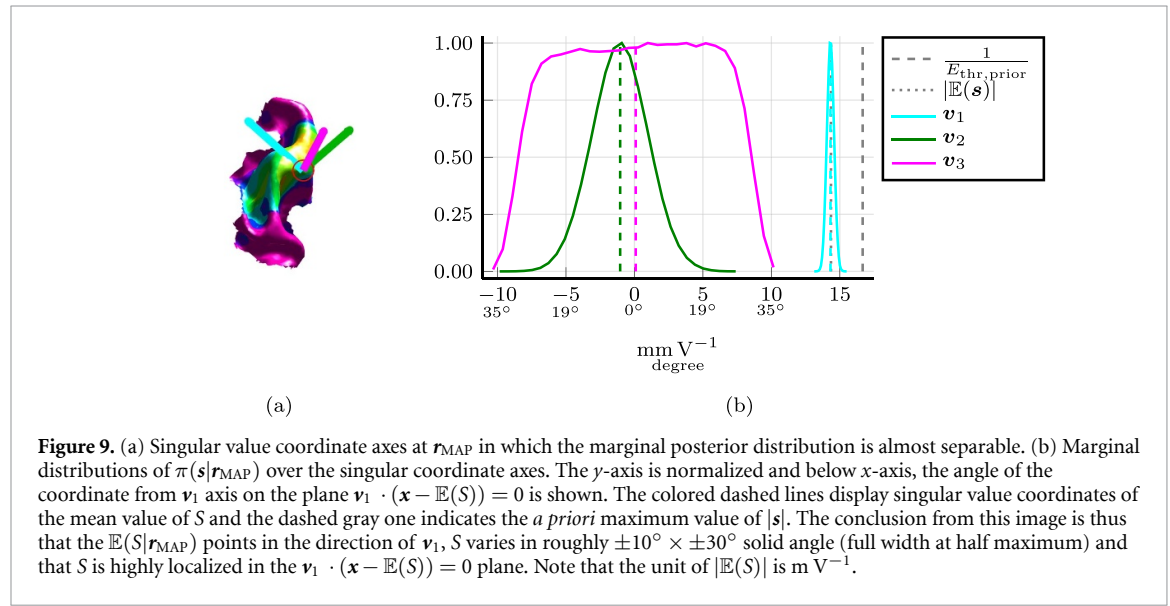 1.00
0.75
0.50
0.25
0.00
−10 −5 0 5 10 15
35° 19° 0° 19° 35°
mm V⁻¹
degree
1/E_thr,prior
|𝔼(s)|
v₁
v₂
v₃
(a) (b)
Figure 9. (a) Singular value coordinate axes at r_MAP in which the marginal posterior distribution is almost separable. (b) Marginal
distributions of π(s|r_MAP) over the singular coordinate axes. The y-axis is normalized and below x-axis, the angle of the
coordinate from v₁ axis on the plane v₁ · (x − 𝔼(S)) = 0 is shown. The colored dashed lines display singular value coordinates of
the mean value of S and the dashed gray one indicates the a priori maximum value of |s|. The conclusion from this image is thus
that the 𝔼(S|r_MAP) points in the direction of v₁, S varies in roughly ±10° × ±30° solid angle (full width at half maximum) and
that S is highly localized in the v₁ · (x − 𝔼(S)) = 0 plane. Note that the unit of |𝔼(S)| is m V⁻¹.